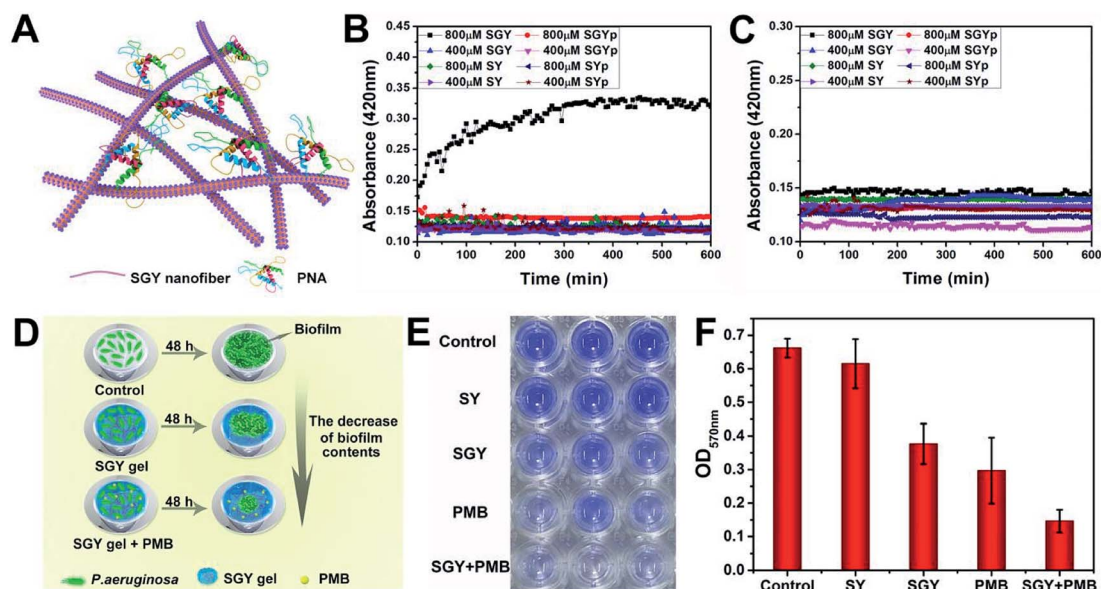 A
SGY nanofiber
PNA
B
800μM SGY
800μM SGYp
400μM SGY
400μM SGYp
800μM SY
800μM SYp
400μM SY
400μM SYp
Absorbance (420nm)
0.45
0.40
0.35
0.30
0.25
0.20
0.15
0.10
0
100
200
300
400
500
600
Time (min)
C
800μM SGY
800μM SGYp
400μM SGY
400μM SGYp
800μM SY
800μM SYp
400μM SY
400μM SYp
Absorbance (420nm)
0.30
0.25
0.20
0.15
0.10
0
100
200
300
400
500
600
Time (min)
D
Biofilm
48 h
Control
48 h
SGY gel
48 h
SGY gel + PMB
The decrease
of biofilm
contents
P.aeruginosa
SGY gel
PMB
E
Control
SY
SGY
PMB
SGY+PMB
F
OD570nm
0.7
0.6
0.5
0.4
0.3
0.2
0.1
0.0
Control
SY
SGY
PMB
SGY+PMB